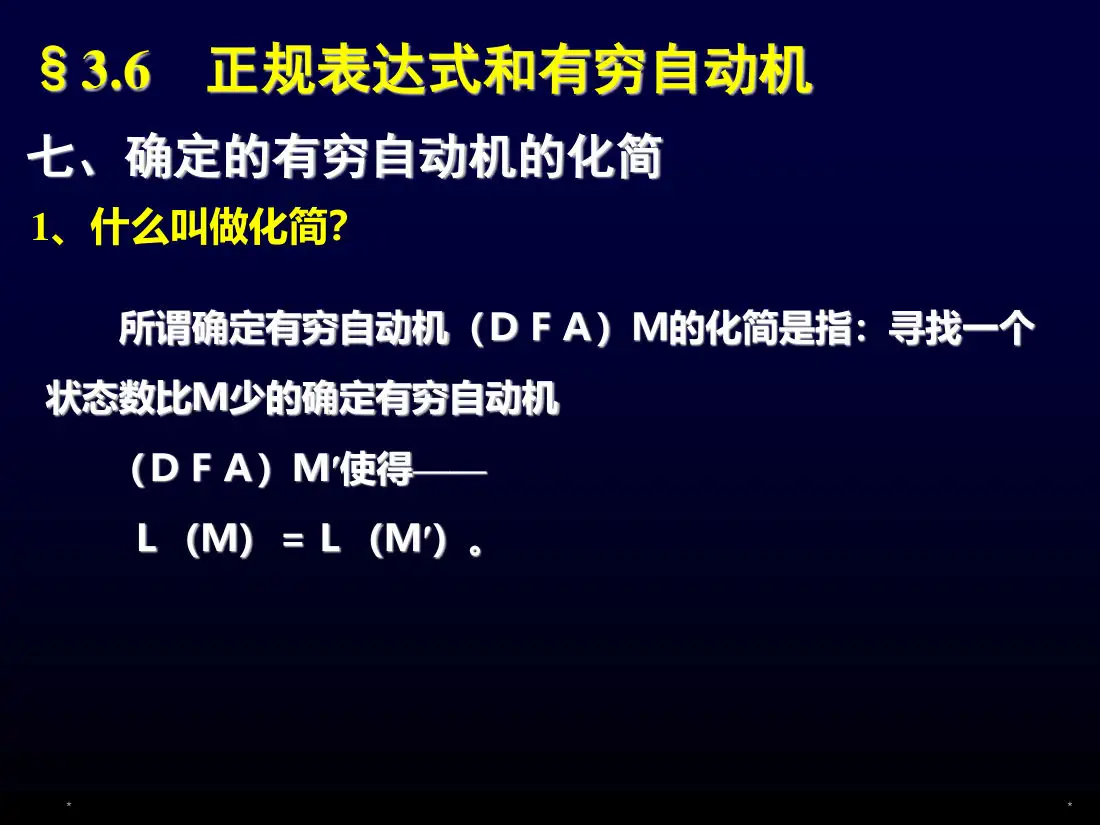 §3.6 正规表达式和有穷自动机
七、确定的有穷自动机的化简
1、什么叫做化简？
所谓确定有穷自动机（D F A）M的化简是指：寻找一个
状态数比M少的确定有穷自动机
（D F A）M′使得——
L （M） = L （M′）。
* *